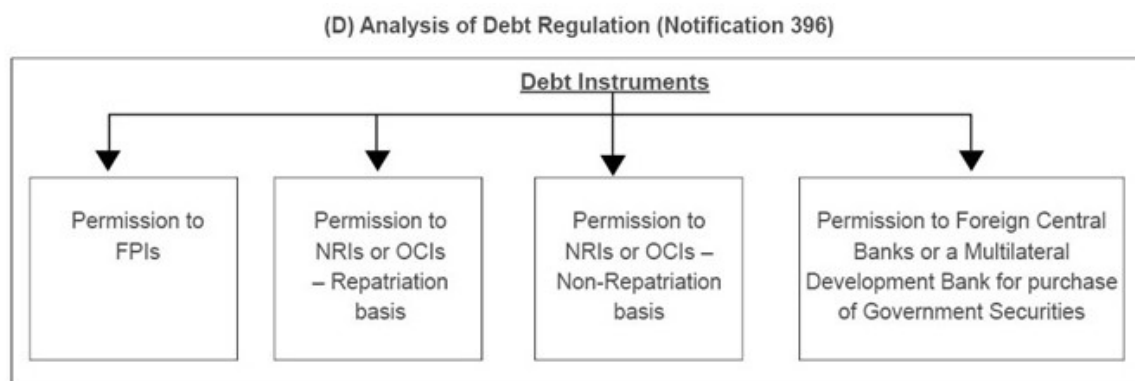 (D) Analysis of Debt Regulation (Notification 396)
Debt Instruments
Permission to
FPIs
Permission to
NRIs or OCIs
– Repatriation
basis
Permission to
NRIs or OCIs –
Non-Repatriation
basis
Permission to Foreign Central
Banks or a Multilateral
Development Bank for purchase
of Government Securities